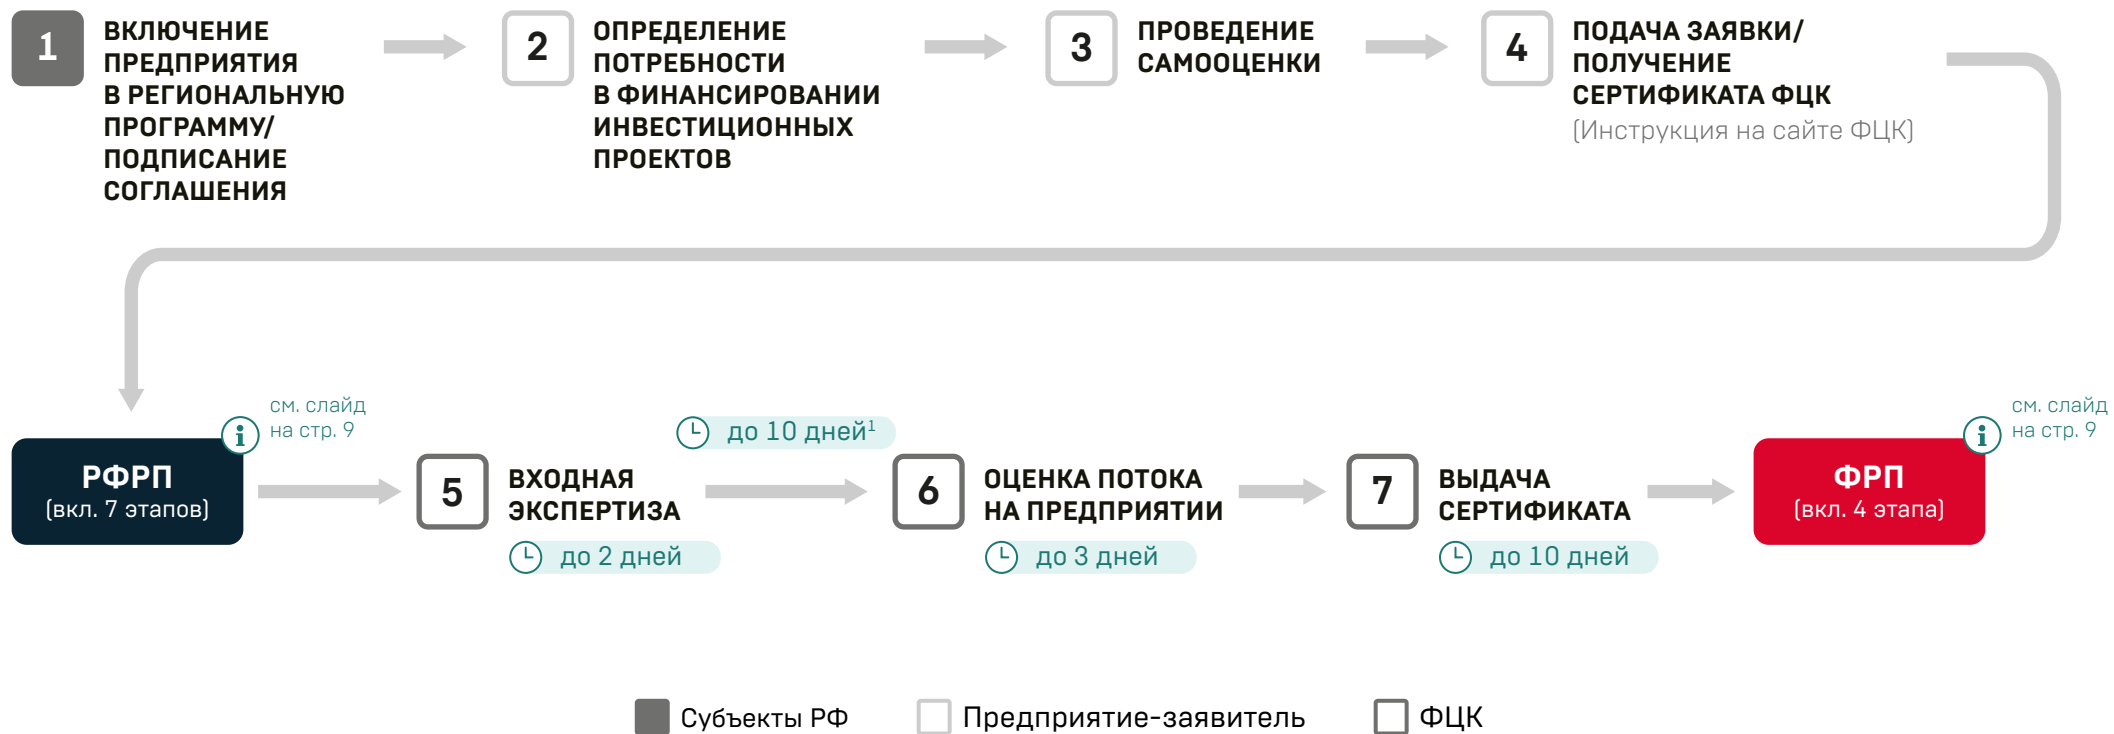 1
ВКЛЮЧЕНИЕ
ПРЕДПРИЯТИЯ
В РЕГИОНАЛЬНУЮ
ПРОГРАММУ/
ПОДПИСАНИЕ
СОГЛАШЕНИЯ
2
ОПРЕДЕЛЕНИЕ
ПОТРЕБНОСТИ
В ФИНАНСИРОВАНИИ
ИНВЕСТИЦИОННЫХ
ПРОЕКТОВ
3
ПРОВЕДЕНИЕ
САМООЦЕНКИ
4
ПОДАЧА ЗАЯВКИ/
ПОЛУЧЕНИЕ
СЕРТИФИКАТА ФЦК
(Инструкция на сайте ФЦК)
РФРП
(вкл. 7 этапов)
i
см. слайд
на стр. 9
5
ВХОДНАЯ
ЭКСПЕРТИЗА
до 2 дней
до 10 дней¹
6
ОЦЕНКА ПОТОКА
НА ПРЕДПРИЯТИИ
до 3 дней
7
ВЫДАЧА
СЕРТИФИКАТА
до 10 дней
ФРП
(вкл. 4 этапа)
i
см. слайд
на стр. 9
Субъекты РФ
Предприятие-заявитель
ФЦК